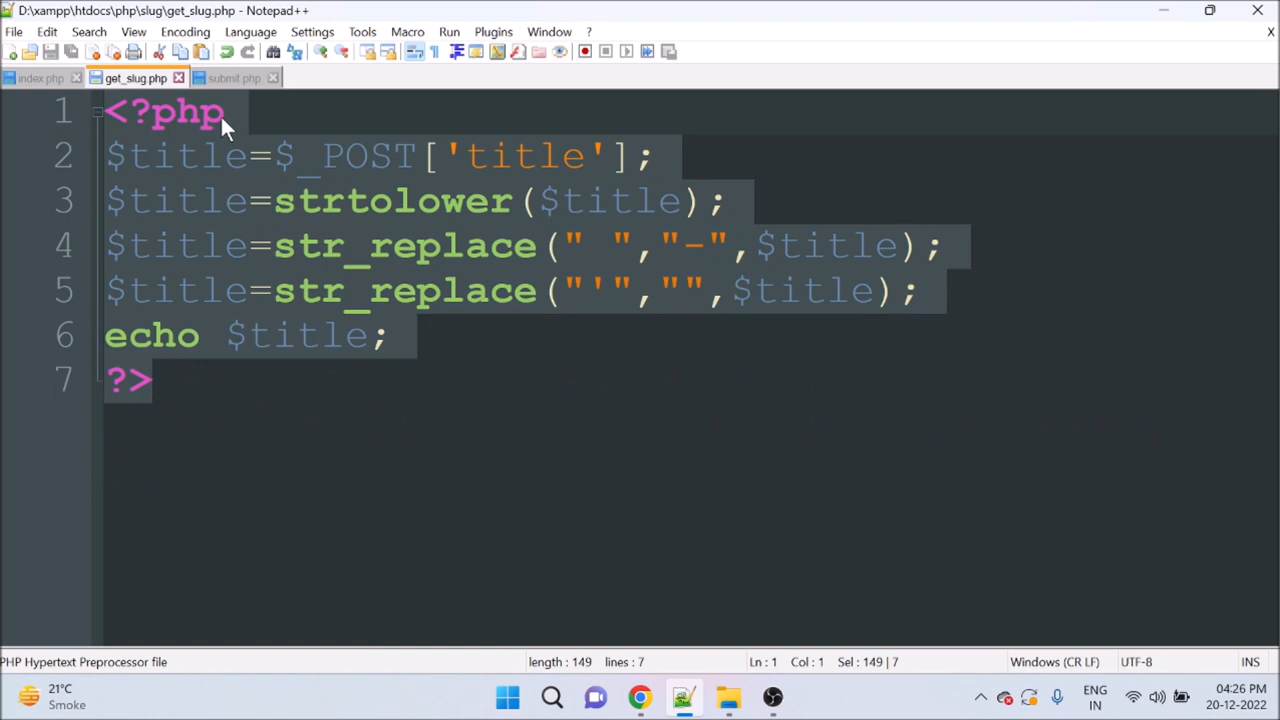 D:\xampp\htdocs\php\slug\get_slug.php - Notepad++
File Edit Search View Encoding Language Settings Tools Macro Run Plugins Window ? X
index.php get_slug.php submit.php
1 <?php
2 $title=$_POST['title'];
3 $title=strtolower($title);
4 $title=str_replace(" ","-",$title);
5 $title=str_replace("'","",$title);
6 echo $title;
7 ?>
PHP Hypertext Preprocessor file length : 149 lines : 7 Ln : 1 Col : 1 Sel : 149 | 7 Windows (CR LF) UTF-8 INS
21°C ENG 04:26 PM
Smoke IN 20-12-2022